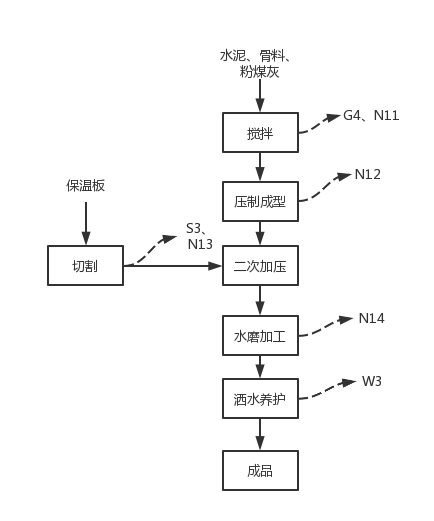 水泥、骨料、
粉煤灰
搅拌
G4、N11
压制成型
N12
保温板
S3、
N13
切割
二次加压
水磨加工
N14
洒水养护
W3
成品